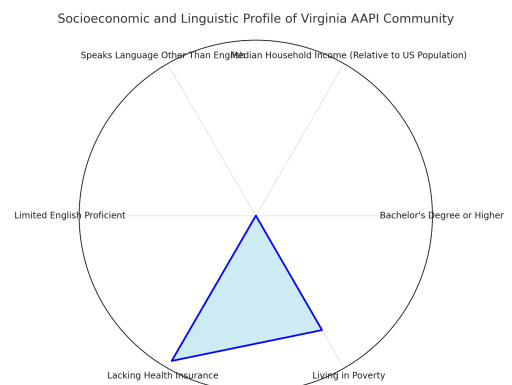 Socioeconomic and Linguistic Profile of Virginia AAPI Community
Speaks Language Other Than English
Median Household Income (Relative to US Population)
Limited English Proficient
Bachelor's Degree or Higher
Lacking Health Insurance
Living in Poverty